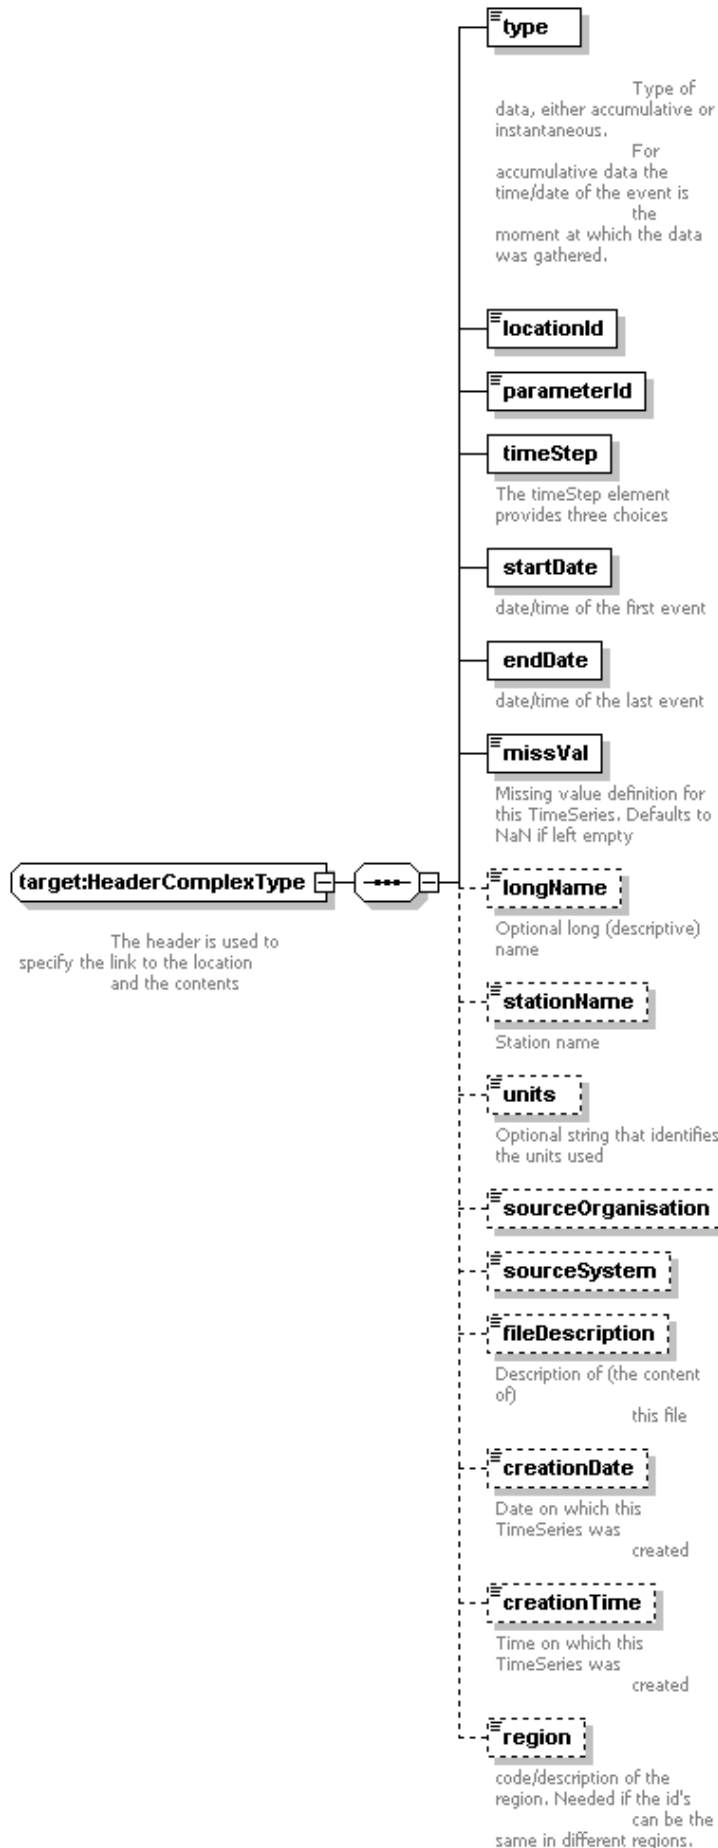 type
Type of
data, either accumulative or
instantaneous.
For
accumulative data the
time/date of the event is
the
moment at which the data
was gathered.
locationId
parameterId
timeStep
The timeStep element
provides three choices
startDate
date/time of the first event
endDate
date/time of the last event
missVal
Missing value definition for
this TimeSeries. Defaults to
NaN if left empty
target:HeaderComplexType
The header is used to
specify the link to the location
and the contents
longName
Optional long (descriptive)
name
stationName
Station name
units
Optional string that identifies
the units used
sourceOrganisation
sourceSystem
fileDescription
Description of (the content
of)
this file
creationDate
Date on which this
TimeSeries was
created
creationTime
Time on which this
TimeSeries was
created
region
code/description of the
region. Needed if the id's
can be the
same in different regions.